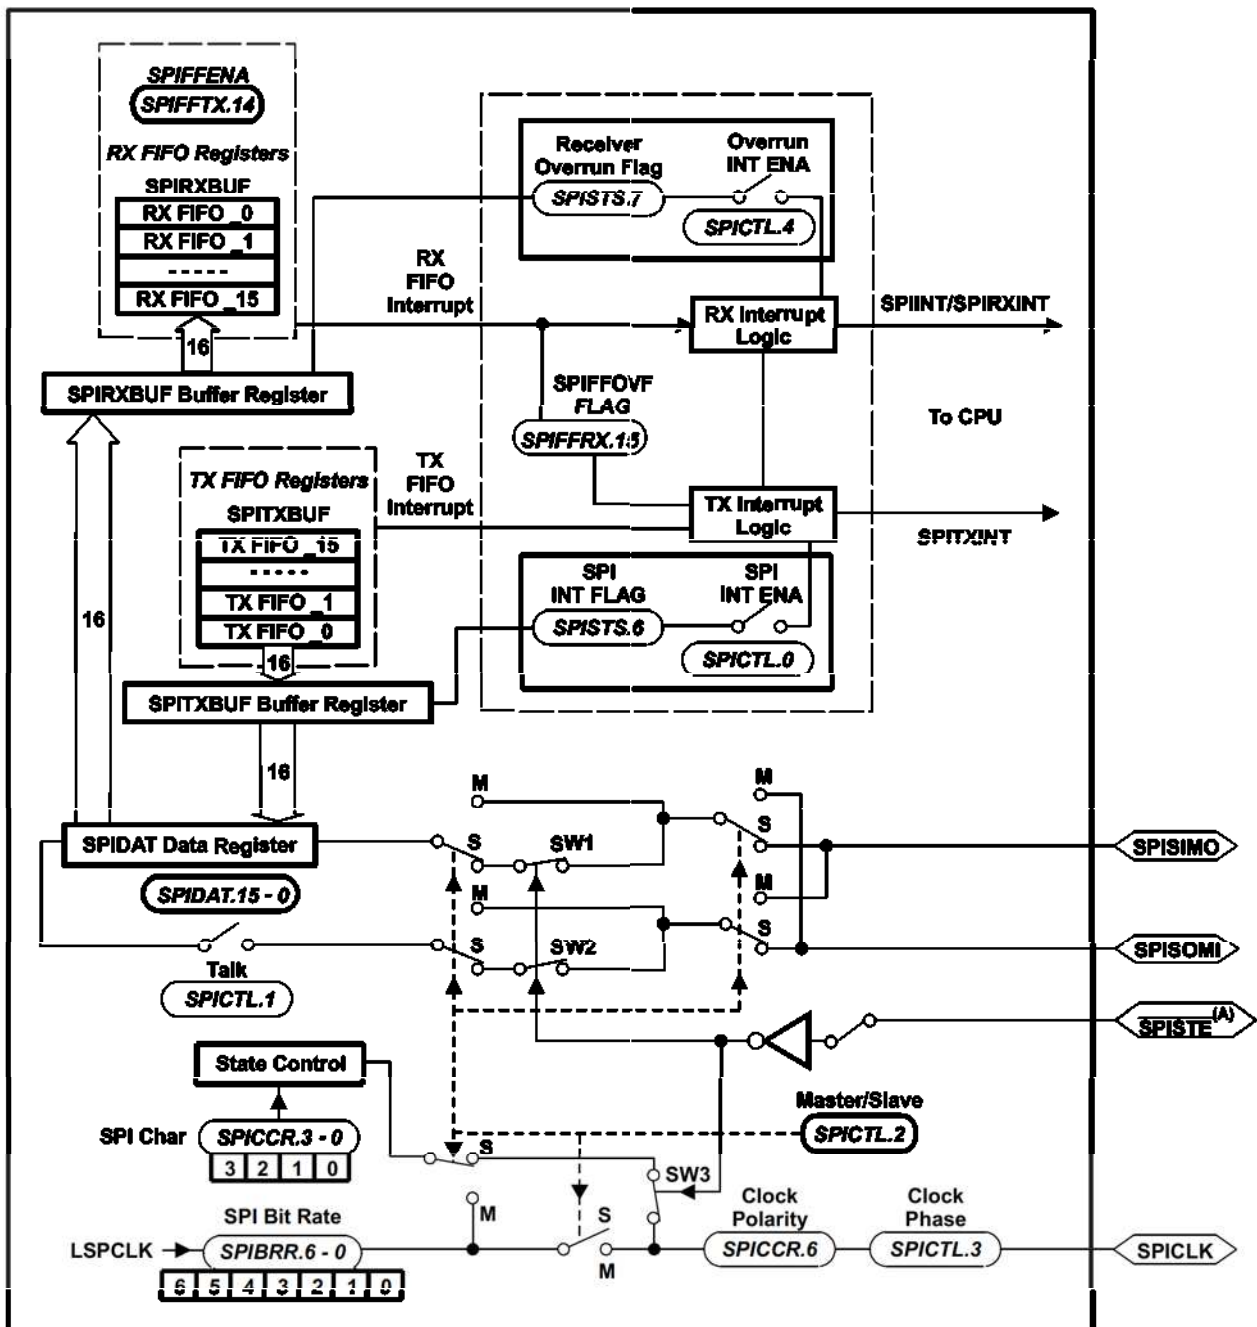 SPIFFENA
SPIFFTX.14
RX FIFO Registers
SPIRXBUF
RX FIFO _0
RX FIFO _1
-----
RX FIFO _15
16
SPIRXBUF Buffer Register
Receiver
Overrun Flag
SPISTS.7
Overrun
INT ENA
SPICTL.4
RX
FIFO
Interrupt
RX Interrupt
Logic
SPIINT/SPIRXINT
SPIFFOVF
FLAG
SPIFFRX.15
To CPU
TX FIFO Registers
SPITXBUF
TX FIFO _15
-----
TX FIFO _1
TX FIFO _0
16
SPITXBUF Buffer Register
TX
FIFO
Interrupt
TX Interrupt
Logic
SPITXINT
SPI
INT FLAG
SPISTS.6
SPI
INT ENA
SPICTL.0
16
16
SPIDAT Data Register
SPIDAT.15 - 0
M
S
SW1
M
S
SPISIMO
M
S
SW2
M
S
SPISOMI
Talk
SPICTL.1
SPISTE(A)
State Control
Master/Slave
SPICTL.2
SPI Char
SPICCR.3 - 0
3 2 1 0
S
M
SW3
SPI Bit Rate
LSPCLK
SPIBRR.6 - 0
6 5 4 3 2 1 0
S
M
Clock
Polarity
SPICCR.6
Clock
Phase
SPICTL.3
SPICLK